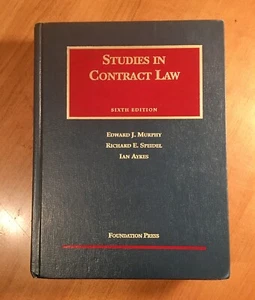 STUDIES IN
CONTRACT LAW
SIXTH EDITION
EDWARD J. MURPHY
RICHARD E. SPEIDEL
IAN AYRES
FOUNDATION PRESS